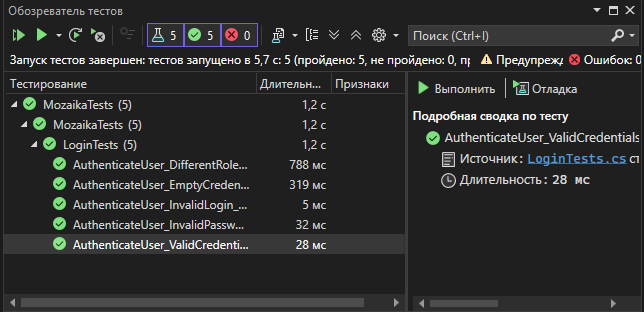 Обозреватель тестов
5 5 0
Поиск (Ctrl+I)
Запуск тестов завершен: тестов запущено в 5,7 с: 5 (пройдено: 5, не пройдено: 0, пр
Предупрежд
Ошибок: 0
Тестирование Длительн... Признаки
MozaikaTests (5) 1,2 с
MozaikaTests (5) 1,2 с
LoginTests (5) 1,2 с
AuthenticateUser_DifferentRole... 788 мс
AuthenticateUser_EmptyCreden... 319 мс
AuthenticateUser_InvalidLogin_... 5 мс
AuthenticateUser_InvalidPassw... 32 мс
AuthenticateUser_ValidCredenti... 28 мс
Выполнить Отладка
Подробная сводка по тесту
AuthenticateUser_ValidCredentials
Источник: LoginTests.cs ст
Длительность: 28 мс